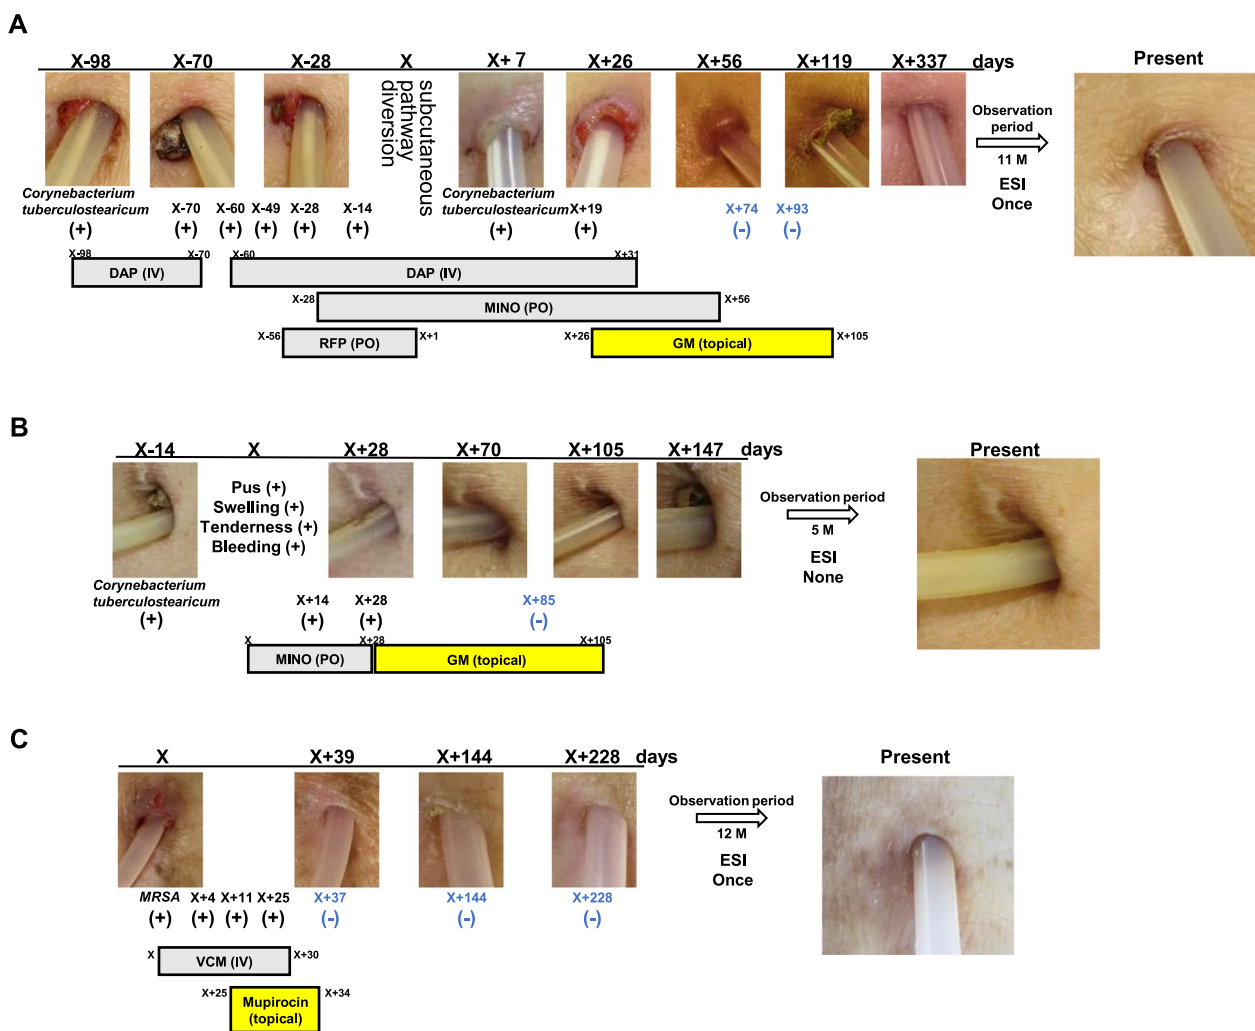 A
X-98 X-70 X-28 X X+ 7 X+26 X+56 X+119 X+337 days
Present
subcutaneous
pathway
diversion
Observation
period
11 M
ESI
Once
Corynebacterium
tuberculostearicum
(+)
X-70 X-60 X-49 X-28 X-14
(+) (+) (+) (+) (+)
Corynebacterium
tuberculostearicum
(+)
X+19
(+)
X+74 X+93
(-) (-)
X-98 DAP (IV) X-70
X-60 DAP (IV) X+31
X-28 MINO (PO) X+56
X-56 RFP (PO) X+1
X+26 GM (topical) X+105
B
X-14 X X+28 X+70 X+105 X+147 days
Present
Pus (+)
Swelling (+)
Tenderness (+)
Bleeding (+)
Observation period
5 M
ESI
None
Corynebacterium
tuberculostearicum
(+)
X+14 X+28 X+85
(+) (+) (-)
X MINO (PO) X+28
GM (topical) X+105
C
X X+39 X+144 X+228 days
Present
Observation period
12 M
ESI
Once
MRSA X+4 X+11 X+25 X+37 X+144 X+228
(+) (+) (+) (+) (-) (-) (-)
X VCM (IV) X+30
X+25 Mupirocin X+34
(topical)